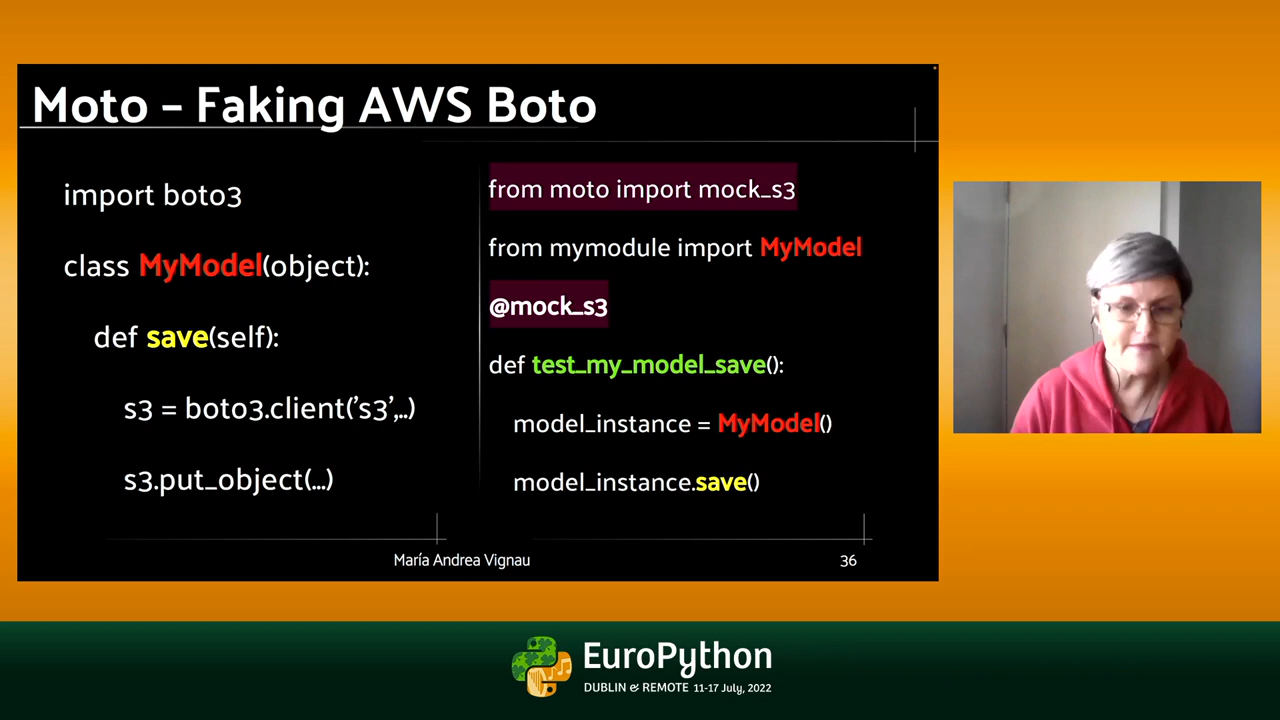 Moto – Faking AWS Boto
import boto3
class MyModel(object):
def save(self):
s3 = boto3.client('s3',..)
s3.put_object(...)
from moto import mock_s3
from mymodule import MyModel
@mock_s3
def test_my_model_save():
model_instance = MyModel()
model_instance.save()
María Andrea Vignau
36
EuroPython
DUBLIN & REMOTE 11-17 July, 2022